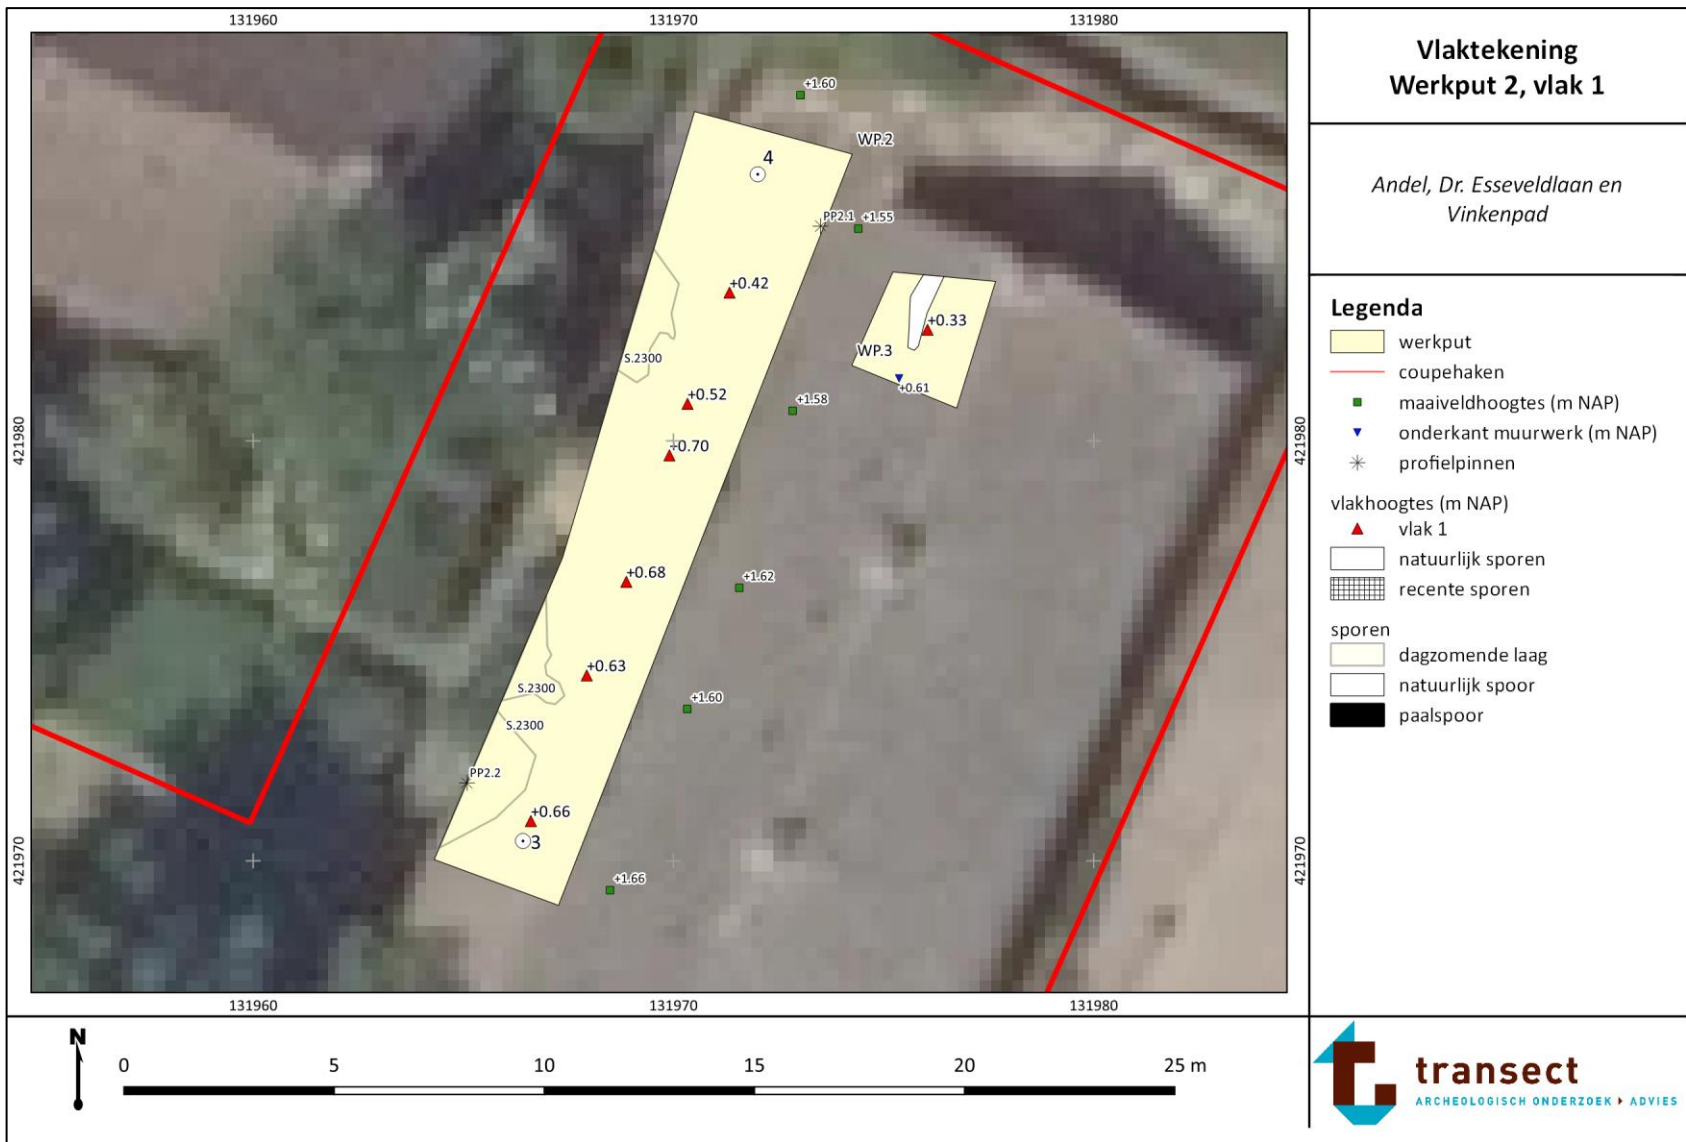 131960
131970
131980
+1.60
WP.2
4
PP2.1
+1.55
+0.42
+0.33
S.2300
WP.3
+0.61
+0.52
+1.58
421980
421980
+0.70
+0.68
+1.62
+0.63
S.2300
+1.60
S.2300
PP2.2
+0.66
3
421970
421970
+1.66
131960
131970
131980
N
0
5
10
15
20
25 m
Vlaktekening
Werkput 2, vlak 1
Andel, Dr. Esseveldlaan en
Vinkenpad
Legenda
werkput
coupehaken
maaiveldhoogtes (m NAP)
onderkant muurwerk (m NAP)
profielpinnen
vlakhoogtes (m NAP)
vlak 1
natuurlijk sporen
recente sporen
sporen
dagzomende laag
natuurlijk spoor
paalspoor
transect
ARCHEOLOGISCH ONDERZOEK ▸ ADVIES